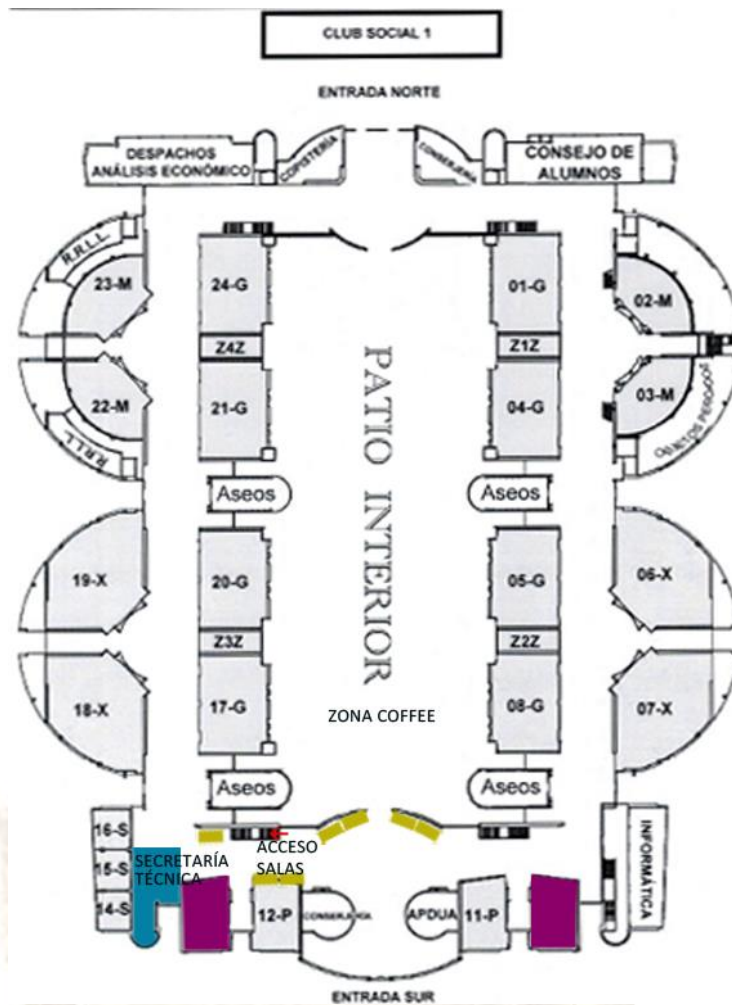 CLUB SOCIAL 1
ENTRADA NORTE
DESPACHOS
ANÁLISIS ECONÓMICO
COPISTERÍA
CONSERJERÍA
CONSEJO DE
ALUMNOS
R.R.L.L.
23-M
24-G
01-G
02-M
Z4Z
Z1Z
22-M
21-G
04-G
03-M
R.R.L.L.
PATIO INTERIOR
Aseos
Aseos
19-X
20-G
05-G
06-X
Z3Z
Z2Z
18-X
17-G
08-G
07-X
ZONA COFFEE
Aseos
Aseos
16-S
15-S
14-S
SECRETARÍA
TÉCNICA
ACCESO
SALAS
INFORMÁTICA
12-P
CONSERJERÍA
APDUA
11-P
ENTRADA SUR